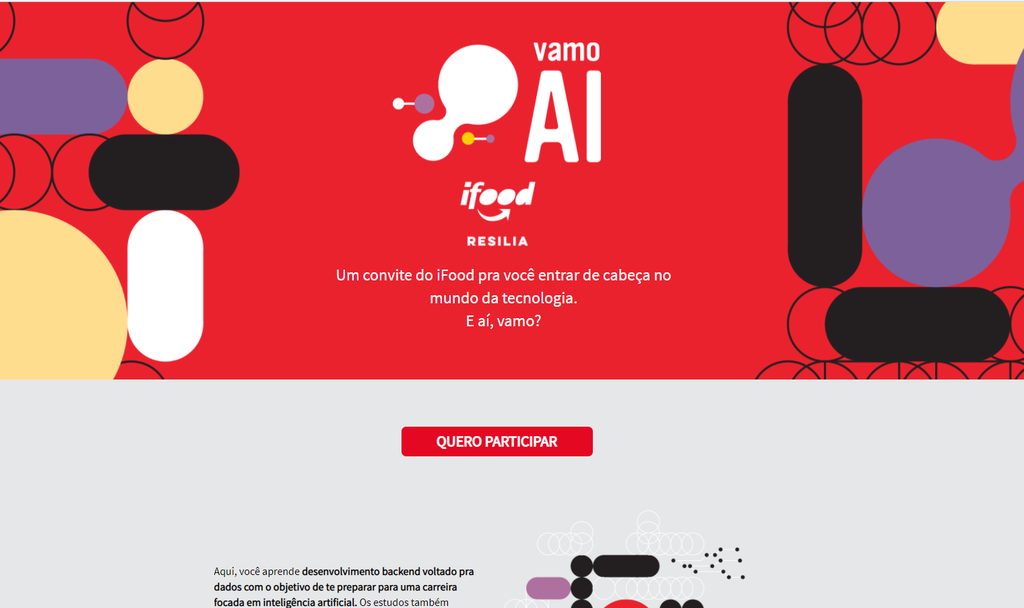 vamo
AI
ifood
RESILIA
Um convite do iFood pra você entrar de cabeça no
mundo da tecnologia.
E aí, vamo?
QUERO PARTICIPAR
Aqui, você aprende desenvolvimento backend voltado pra
dados com o objetivo de te preparar para uma carreira
focada em inteligência artificial. Os estudos também